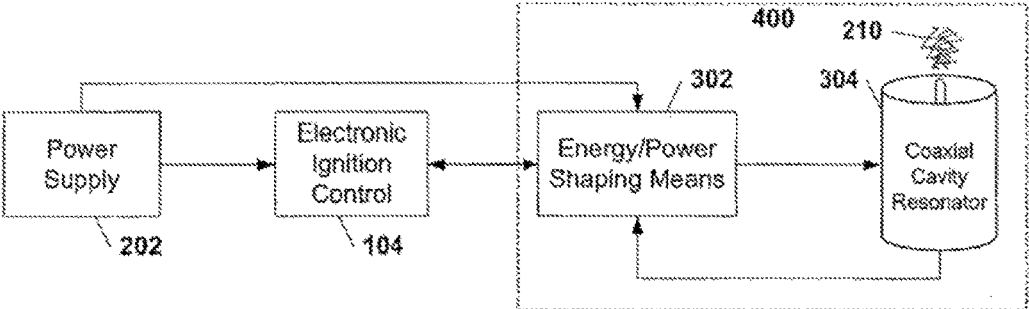 400
210
302
304
Power
Supply
Electronic
Ignition
Control
Energy/Power
Shaping Means
Coaxial
Cavity
Resonator
202
104